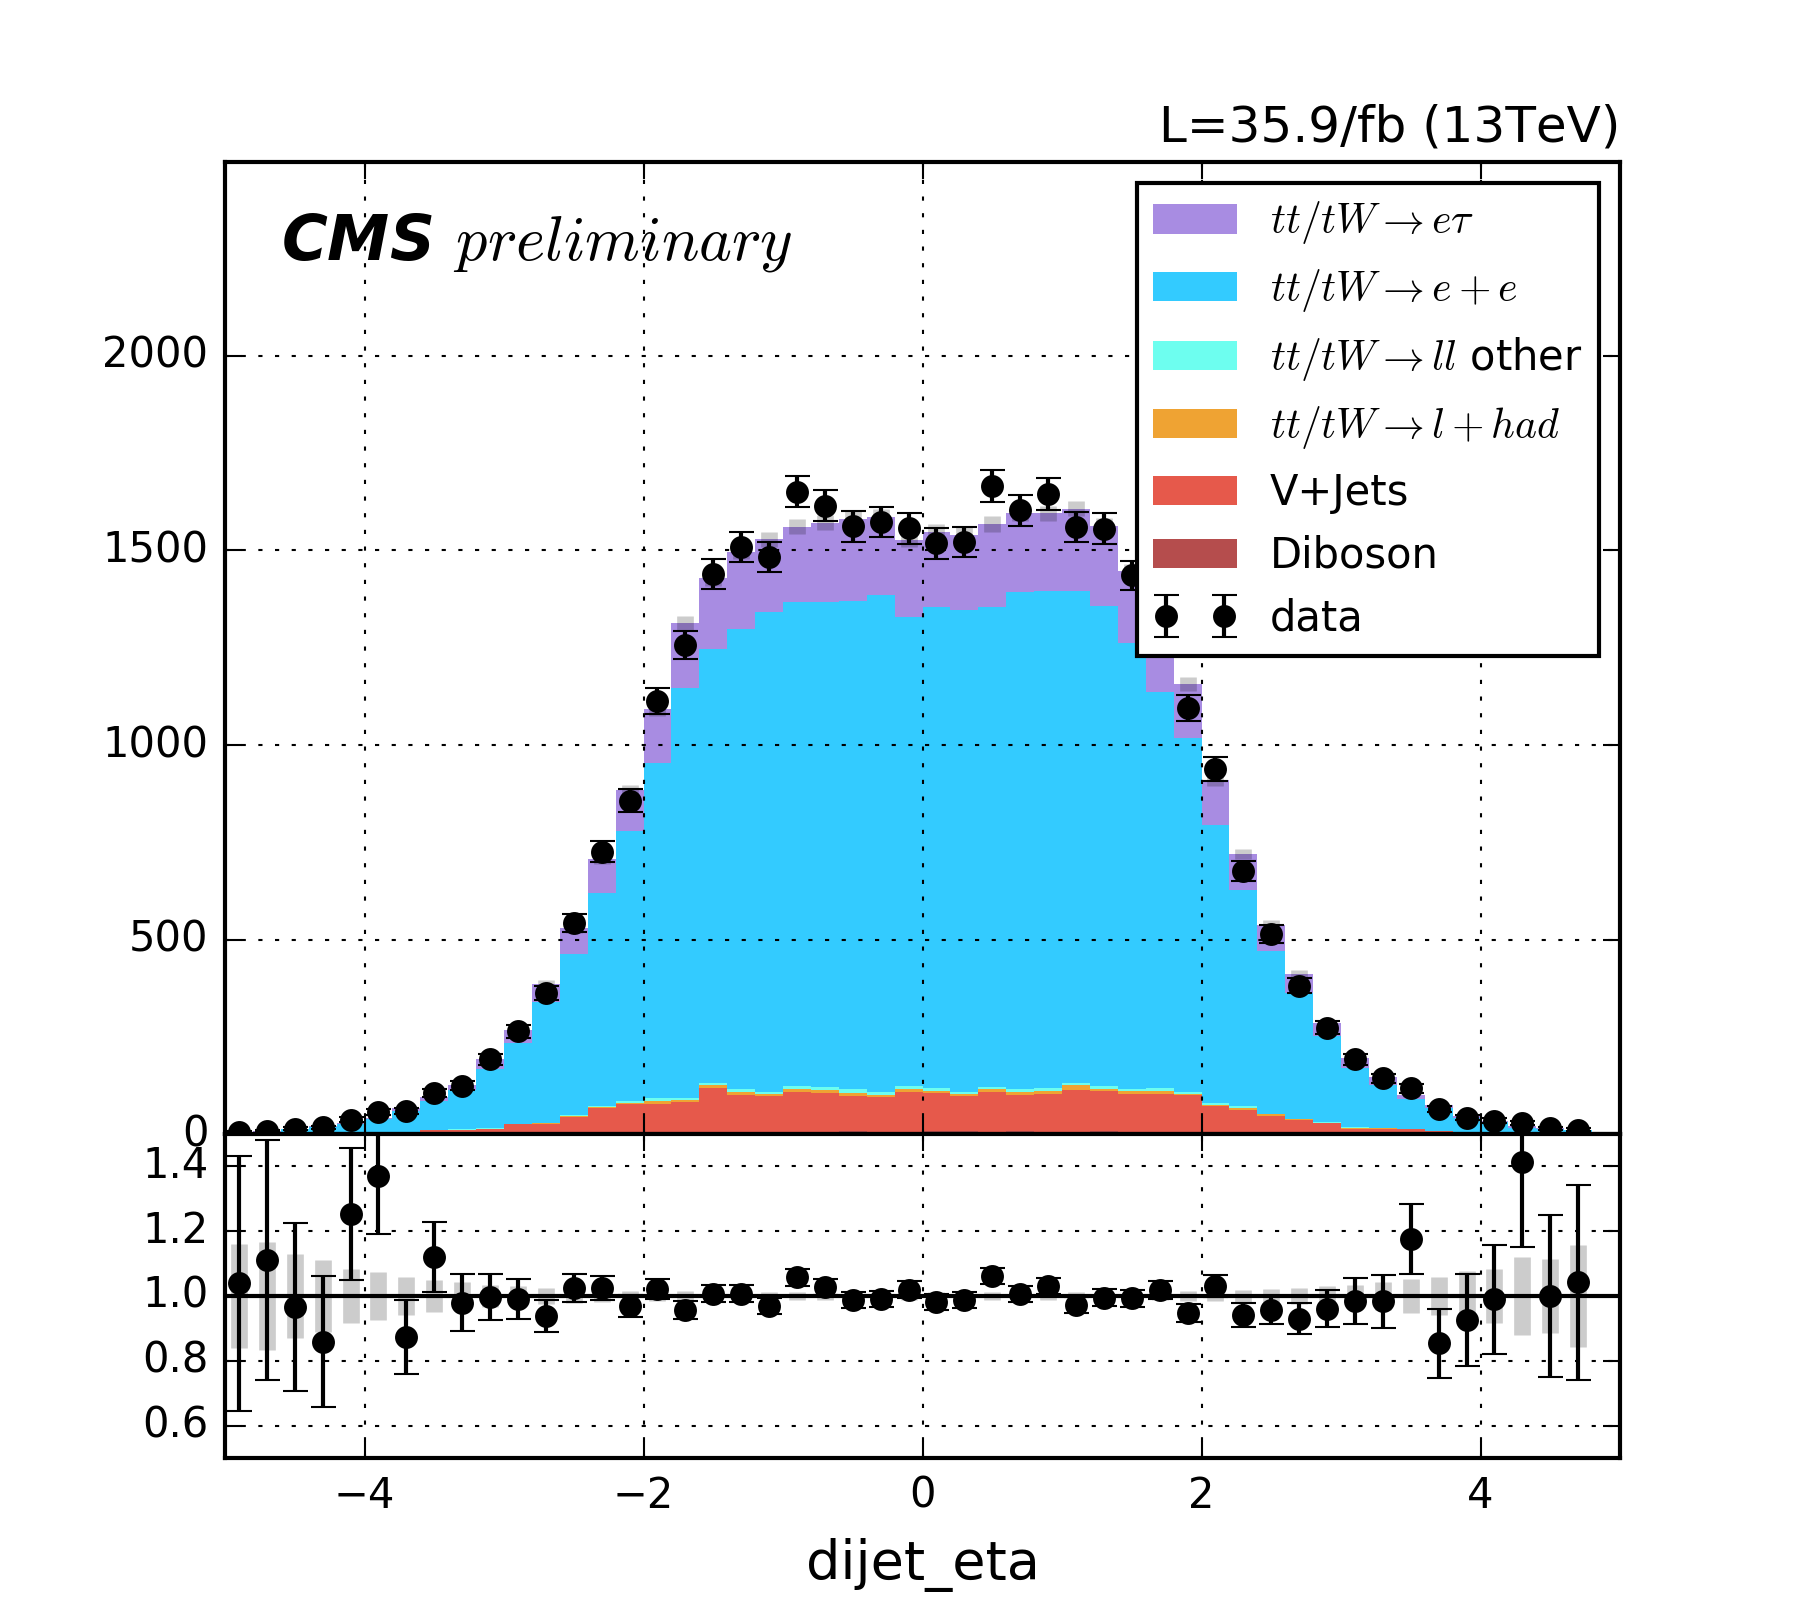 L=35.9/fb (13TeV)
CMS preliminary
tt/tW→eτ
tt/tW→e+e
tt/tW→ll other
tt/tW→l+had
V+Jets
Diboson
data
2000
1500
1000
500
0
1.4
1.2
1.0
0.8
0.6
−4 −2 0 2 4
dijet_eta